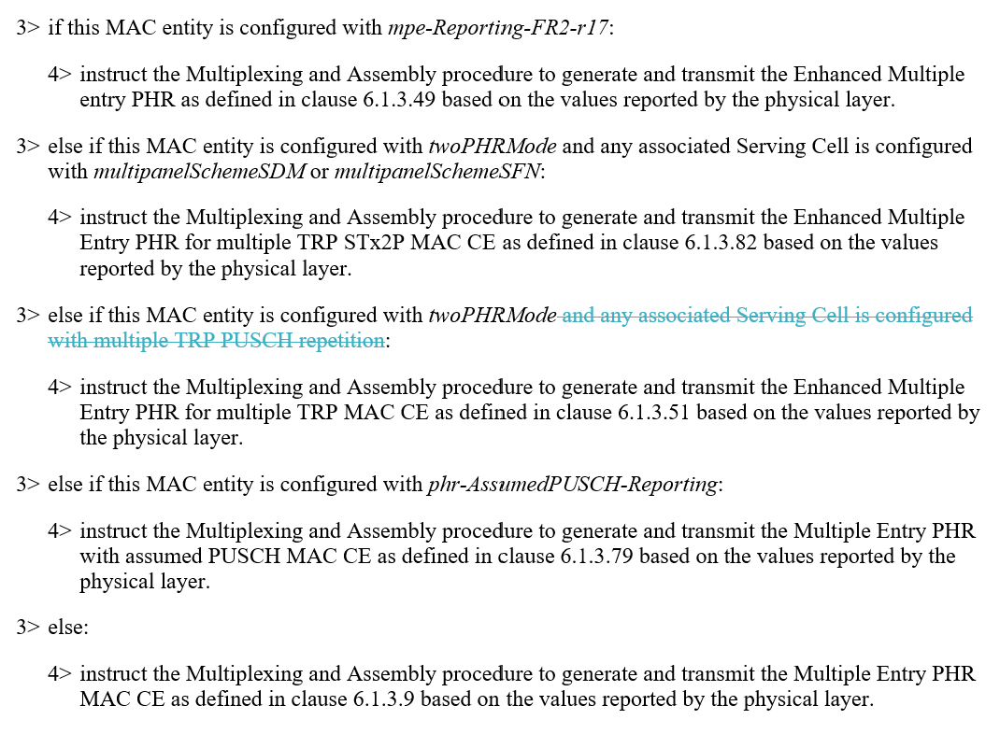 3> if this MAC entity is configured with mpe-Reporting-FR2-r17:
4> instruct the Multiplexing and Assembly procedure to generate and transmit the Enhanced Multiple
entry PHR as defined in clause 6.1.3.49 based on the values reported by the physical layer.
3> else if this MAC entity is configured with twoPHRMode and any associated Serving Cell is configured
with multipanelSchemeSDM or multipanelSchemeSFN:
4> instruct the Multiplexing and Assembly procedure to generate and transmit the Enhanced Multiple
Entry PHR for multiple TRP STx2P MAC CE as defined in clause 6.1.3.82 based on the values
reported by the physical layer.
3> else if this MAC entity is configured with twoPHRMode and any associated Serving Cell is configured
with multiple TRP PUSCH repetition:
4> instruct the Multiplexing and Assembly procedure to generate and transmit the Enhanced Multiple
Entry PHR for multiple TRP MAC CE as defined in clause 6.1.3.51 based on the values reported by
the physical layer.
3> else if this MAC entity is configured with phr-AssumedPUSCH-Reporting:
4> instruct the Multiplexing and Assembly procedure to generate and transmit the Multiple Entry PHR
with assumed PUSCH MAC CE as defined in clause 6.1.3.79 based on the values reported by the
physical layer.
3> else:
4> instruct the Multiplexing and Assembly procedure to generate and transmit the Multiple Entry PHR
MAC CE as defined in clause 6.1.3.9 based on the values reported by the physical layer.